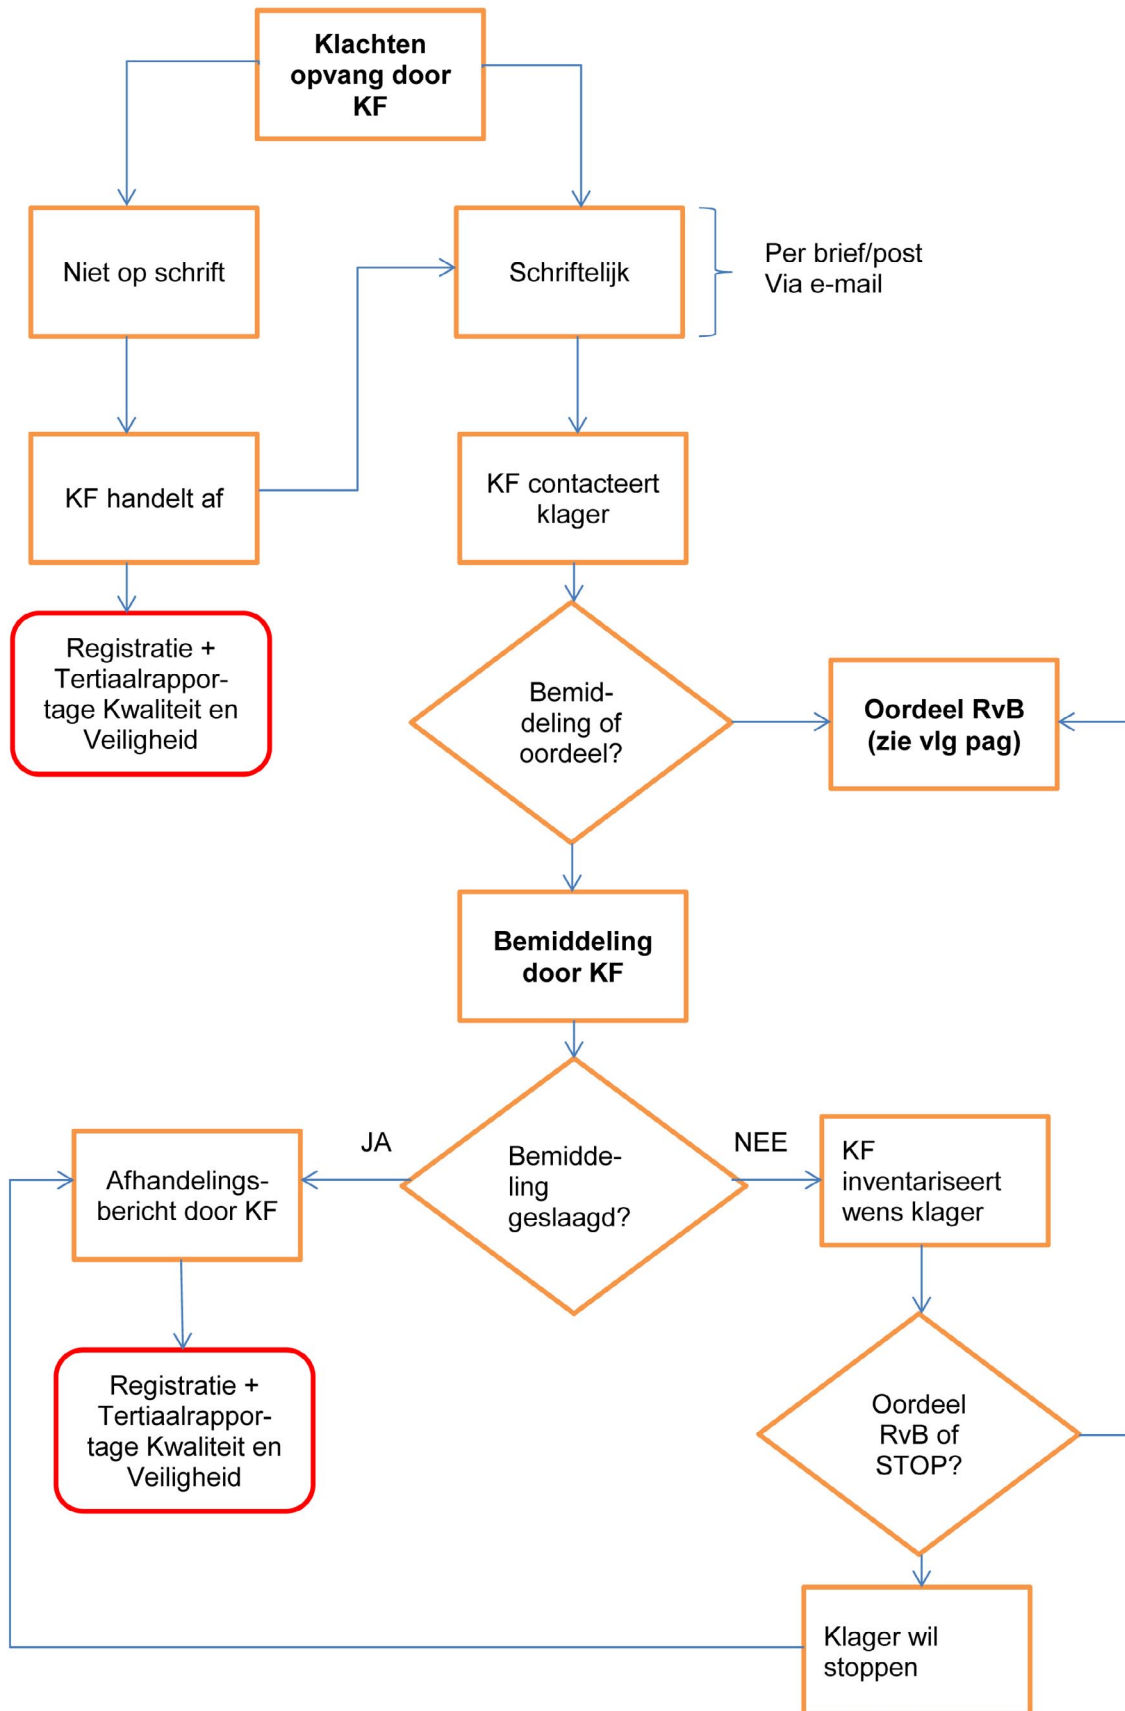 Klachten
opvang door
KF
Niet op schrift
Schriftelijk
Per brief/post
Via e-mail
KF handelt af
KF contacteert
klager
Registratie +
Tertiaalrappor-
tage Kwaliteit en
Veiligheid
Bemid-
deling of
oordeel?
Oordeel RvB
(zie vlg pag)
Bemiddeling
door KF
JA
NEE
Afhandelings-
bericht door KF
Bemidde-
ling
geslaagd?
KF
inventariseert
wens klager
Registratie +
Tertiaalrappor-
tage Kwaliteit en
Veiligheid
Oordeel
RvB of
STOP?
Klager wil
stoppen